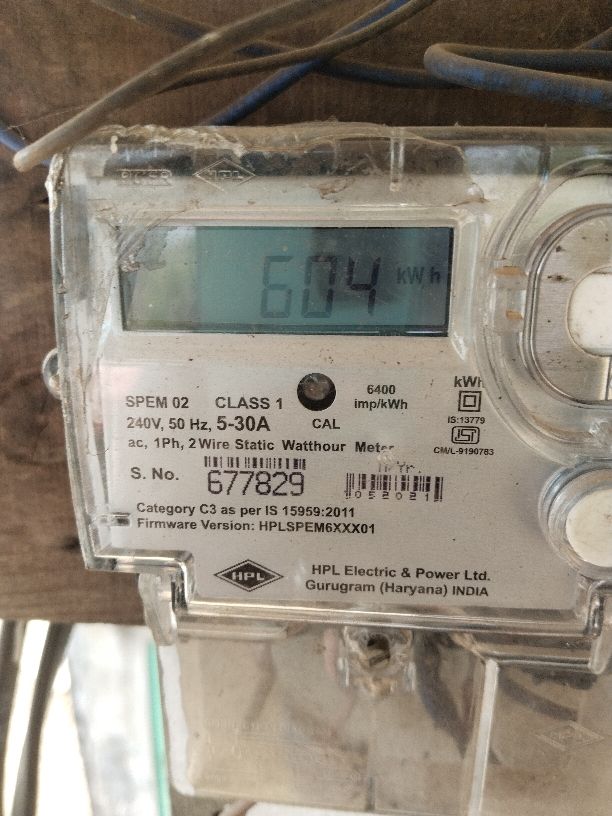 HPL
604 kWh
SPEM 02 CLASS 1 CAL 6400 imp/kWh kWh
240V, 50 Hz, 5-30A IS:13779
ac, 1Ph, 2 Wire Static Watthour Meter CM/L-9190783
S. No. 677829 052021
Category C3 as per IS 15959:2011
Firmware Version: HPLSPEM6XXX01
HPL HPL Electric & Power Ltd.
Gurugram (Haryana) INDIA